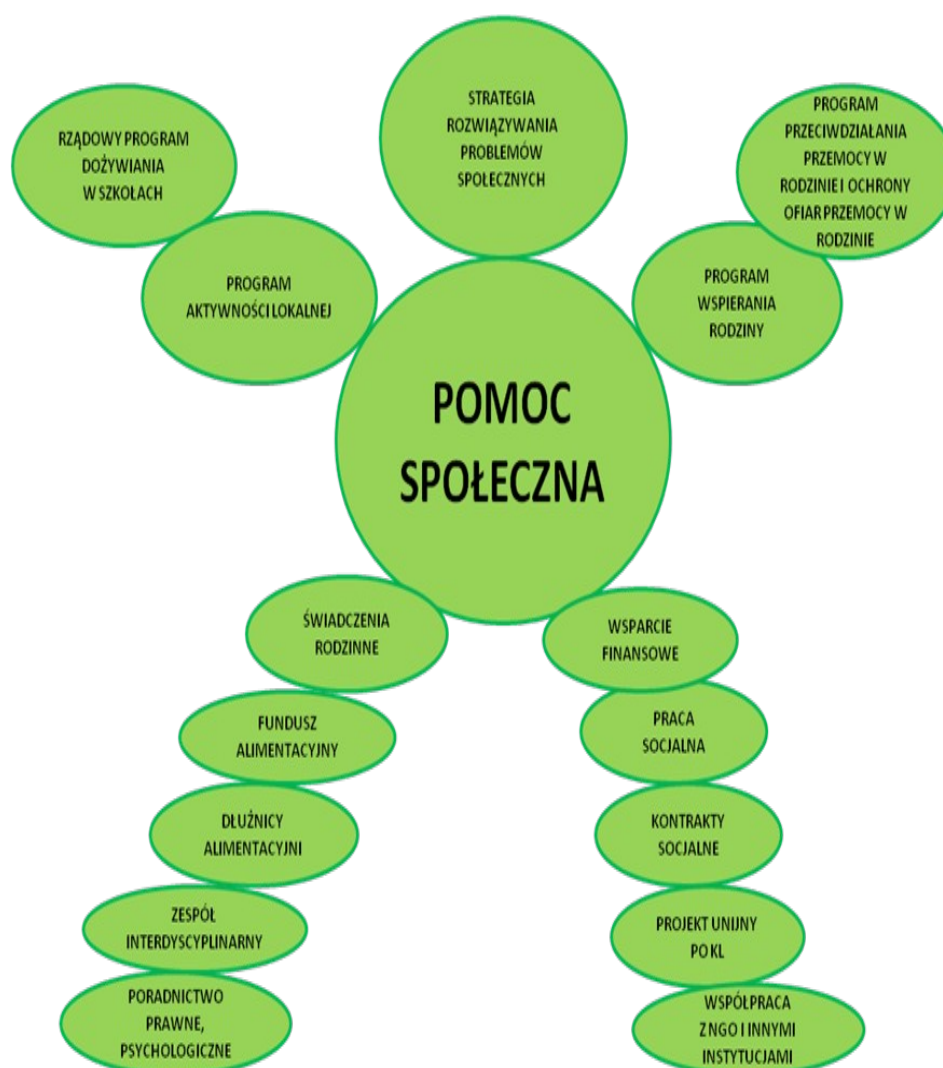 STRATEGIA
ROZWIĄZYWANIA
PROBLEMÓW
SPOŁECZNYCH
RZĄDOWY PROGRAM
DOŻYWIANIA
W SZKOŁACH
PROGRAM
AKTYWNOŚCI LOKALNEJ
PROGRAM
PRZECIWDZIAŁANIA
PRZEMOCY W
RODZINIE I OCHRONY
OFIAR PRZEMOCY W
RODZINIE
PROGRAM
WSPIERANIA
RODZINY
POMOC
SPOŁECZNA
ŚWIADCZENIA
RODZINNE
FUNDUSZ
ALIMENTACYJNY
DŁUŹNICY
ALIMENTACYJNI
ZESPÓŁ
INTERDYSCYPLINARNY
PORADNICTWO
PRAWNE,
PSYCHOLOGICZNE
WSPARCIE
FINANSOWE
PRACA
SOCJALNA
KONTRAKTY
SOCJALNE
PROJEKT UNIJNY
PO KL
WSPÓŁPRACA
Z NGO I INNYMI
INSTYTUCJAMI